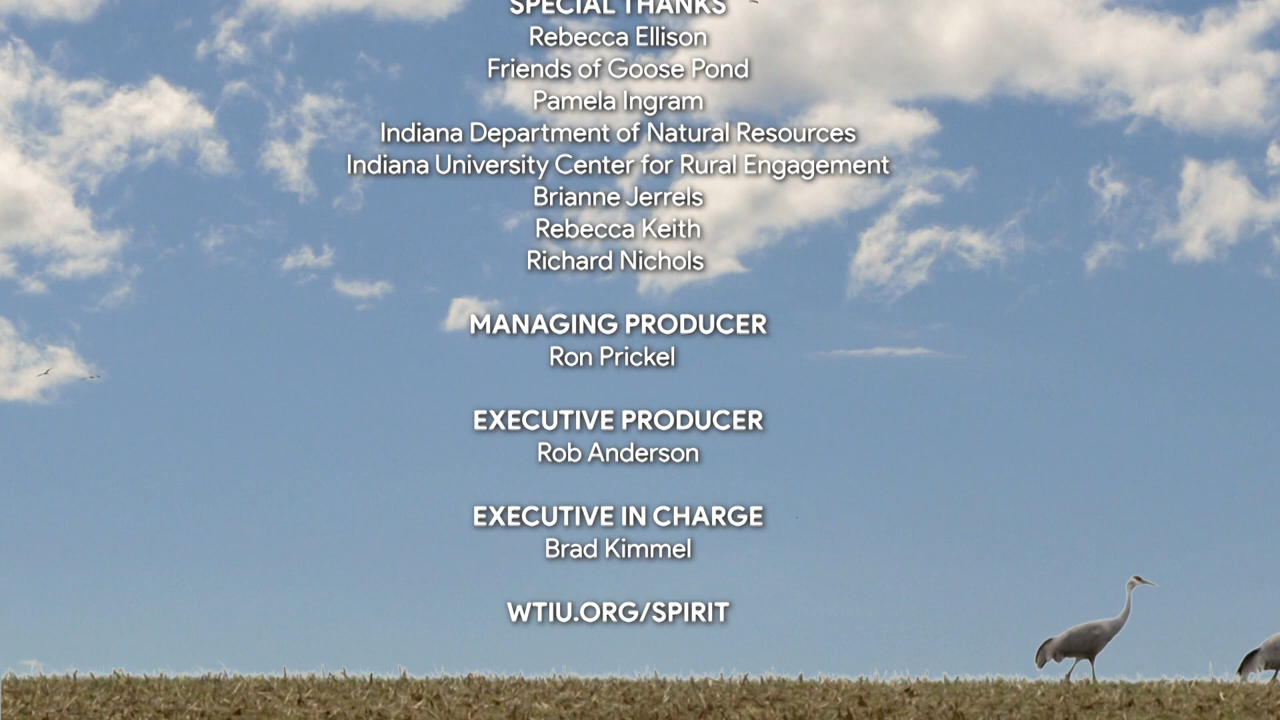 SPECIAL THANKS
Rebecca Ellison
Friends of Goose Pond
Pamela Ingram
Indiana Department of Natural Resources
Indiana University Center for Rural Engagement
Brianne Jerrels
Rebecca Keith
Richard Nichols
MANAGING PRODUCER
Ron Prickel
EXECUTIVE PRODUCER
Rob Anderson
EXECUTIVE IN CHARGE
Brad Kimmel
WTIU.ORG/SPIRIT